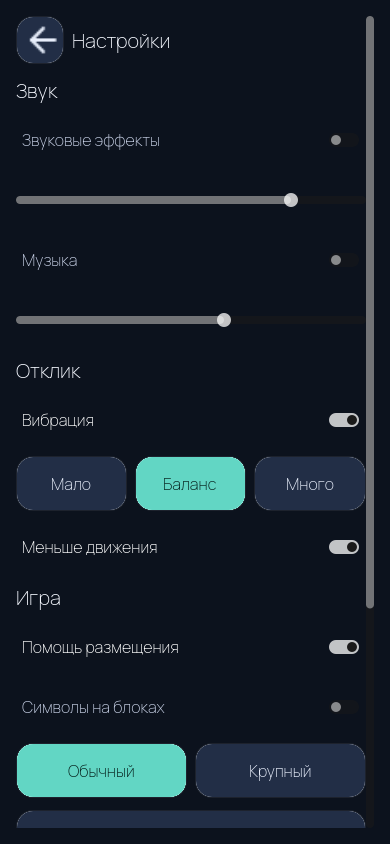 Настройки
Звук
Звуковые эффекты
Музыка
Отклик
Вибрация
Мало
Баланс
Много
Меньше движения
Игра
Помощь размещения
Символы на блоках
Обычный
Крупный